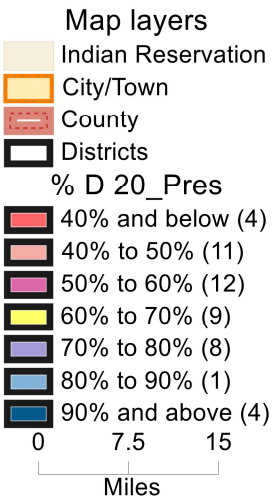 Map layers
Indian Reservation
City/Town
County
Districts
% D 20_Pres
40% and below (4)
40% to 50% (11)
50% to 60% (12)
60% to 70% (9)
70% to 80% (8)
80% to 90% (1)
90% and above (4)
0 7.5 15
Miles